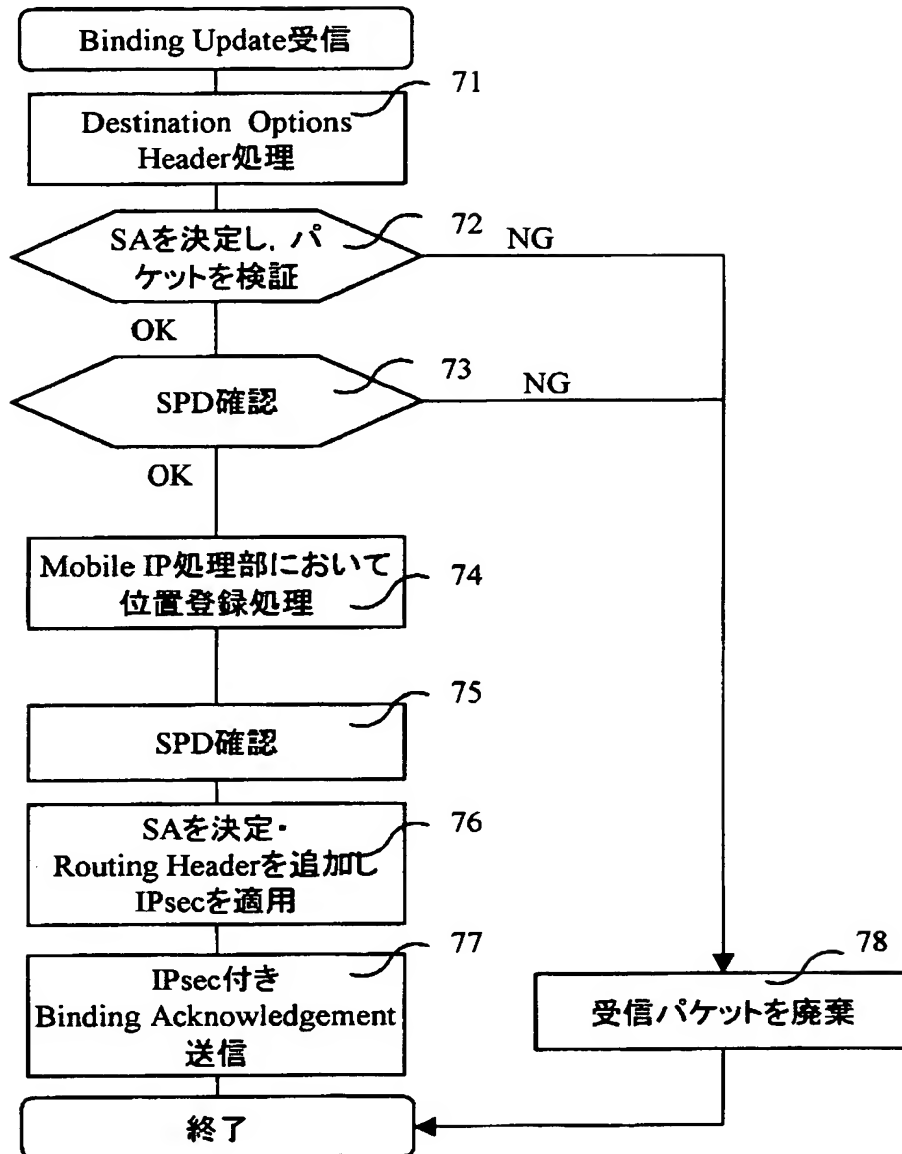 Binding Update受信
71
Destination Options
Header処理
72
SAを決定し, パ
ケットを検証
NG
OK
73
SPD確認
NG
OK
Mobile IP処理部において
位置登録処理
74
75
SPD確認
SAを決定・
Routing Headerを追加し
IPsecを適用
76
77
IPsec付き
Binding Acknowledgement
送信
78
受信パケットを廃棄
終了